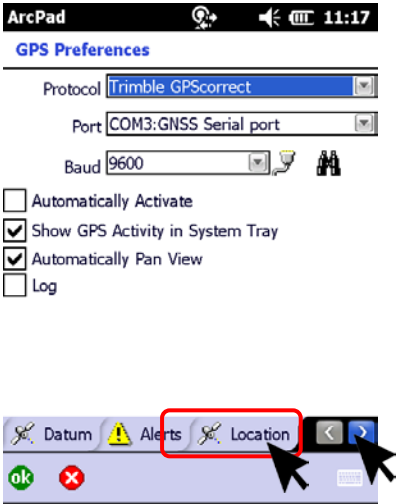 ArcPad 11:17
GPS Preferences
Protocol Trimble GPScorrect
Port COM3:GNSS Serial port
Baud 9600
Automatically Activate
Show GPS Activity in System Tray
Automatically Pan View
Log
Datum Alerts Location
ok